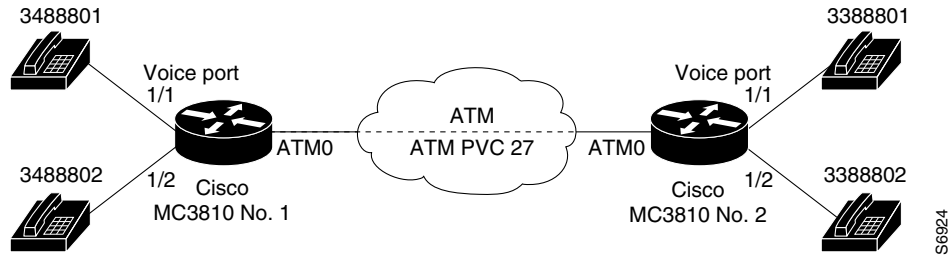 3488801
3388801
Voice port
1/1
Voice port
1/1
ATM
ATM PVC 27
ATM0
ATM0
3488802
1/2
Cisco
MC3810 No. 1
Cisco
MC3810 No. 2
1/2
3388802
S6924